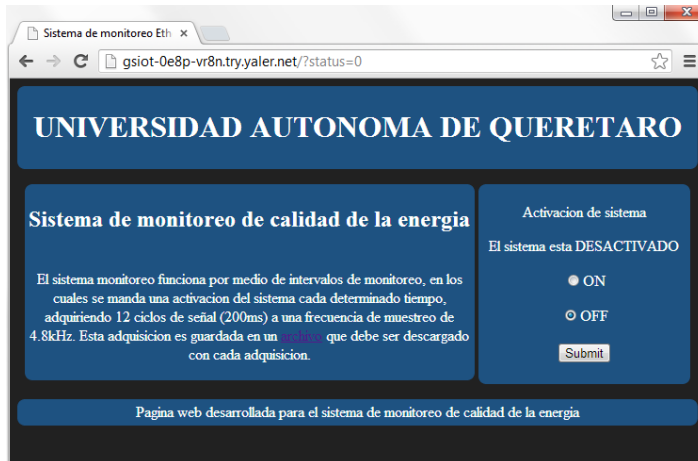 Sistema de monitoreo Eth
gsiot-0e8p-vr8n.try.yaler.net/?status=0
UNIVERSIDAD AUTONOMA DE QUERETARO
Sistema de monitoreo de calidad de la energia
El sistema monitoreo funciona por medio de intervalos de monitoreo, en los
cuales se manda una activacion del sistema cada determinado tiempo,
adquiriendo 12 ciclos de señal (200ms) a una frecuencia de muestreo de
4.8kHz. Esta adquisicion es guardada en un archivo que debe ser descargado
con cada adquisicion.
Activacion de sistema
El sistema esta DESACTIVADO
ON
OFF
Submit
Pagina web desarrollada para el sistema de monitoreo de calidad de la energia